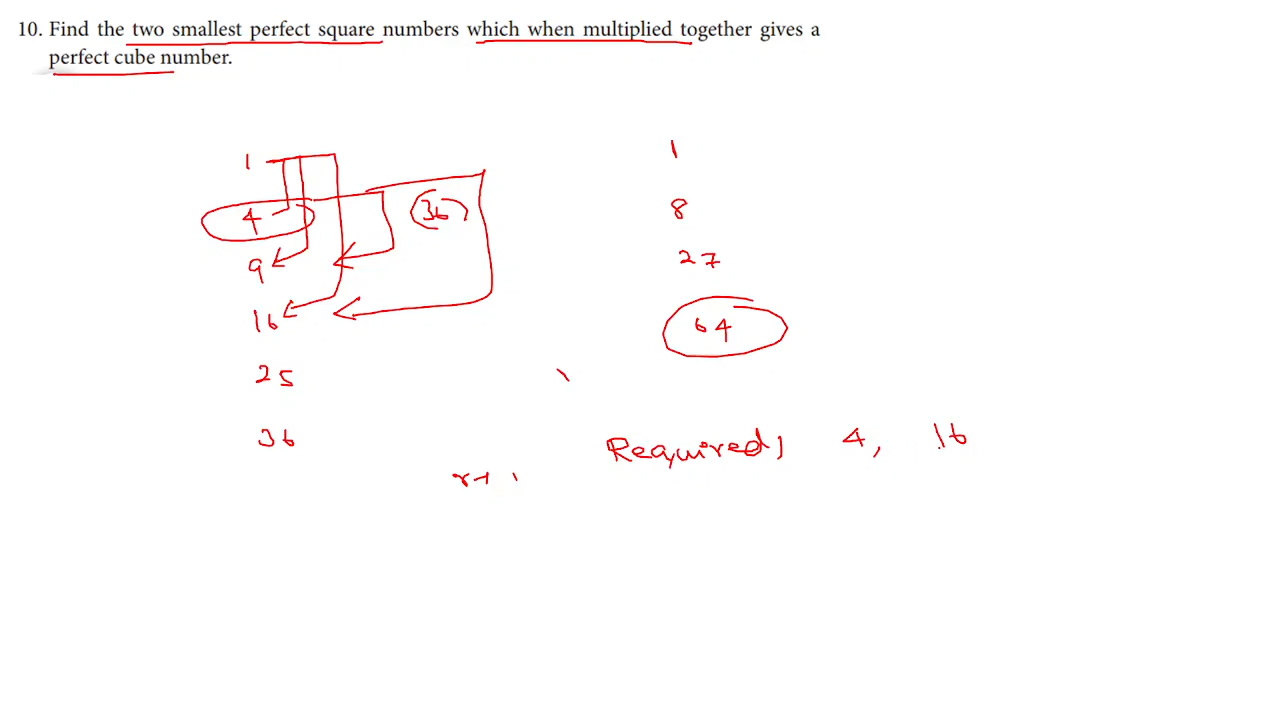 10. Find the two smallest perfect square numbers which when multiplied together gives a
perfect cube number.
1 1
4 (36) 8
9 27
16 64
25
36 Required 4, 16